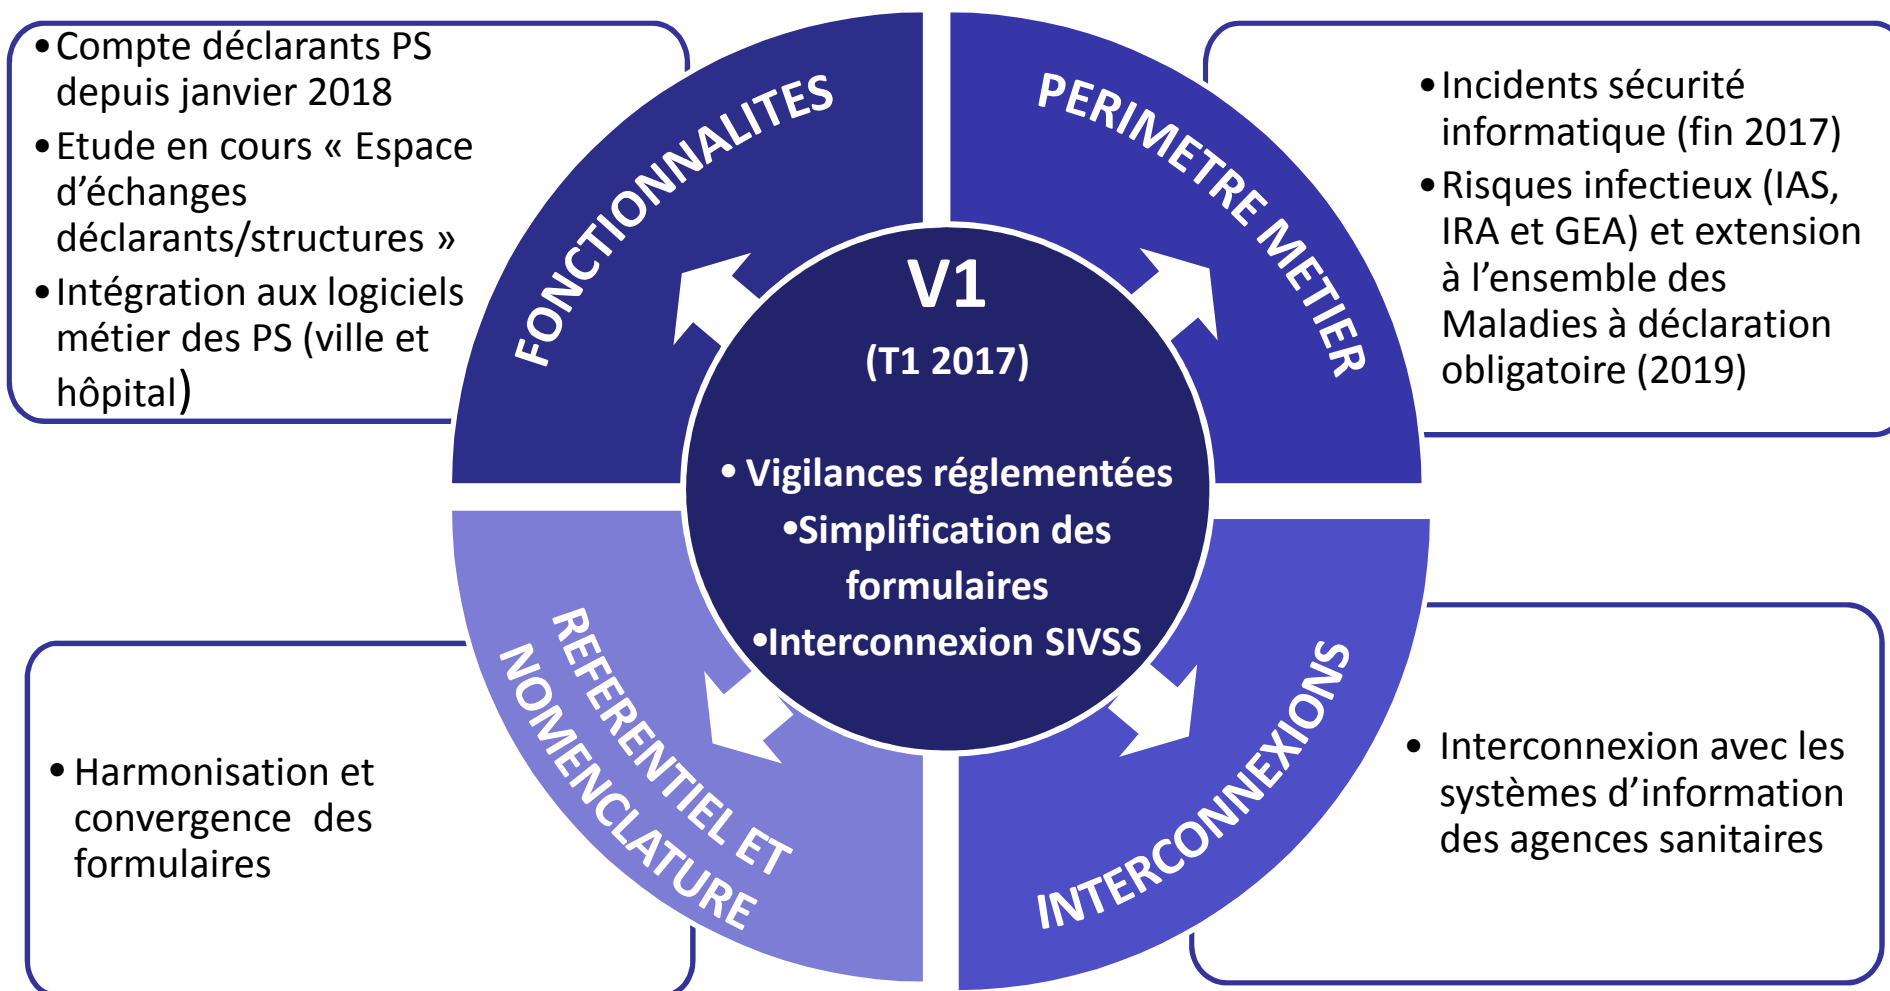 •Compte déclarants PS
depuis janvier 2018
•Etude en cours « Espace
d’échanges
déclarants/structures »
•Intégration aux logiciels
métier des PS (ville et
hôpital)
FONCTIONNALITES
PERIMETRE METIER
•Incidents sécurité
informatique (fin 2017)
•Risques infectieux (IAS,
IRA et GEA) et extension
à l’ensemble des
Maladies à déclaration
obligatoire (2019)
V1
(T1 2017)
• Vigilances réglementées
•Simplification des
formulaires
•Interconnexion SIVSS
REFERENTIEL ET
NOMENCLATURE
INTERCONNEXIONS
• Harmonisation et
convergence  des
formulaires
• Interconnexion avec les
systèmes d’information
des agences sanitaires